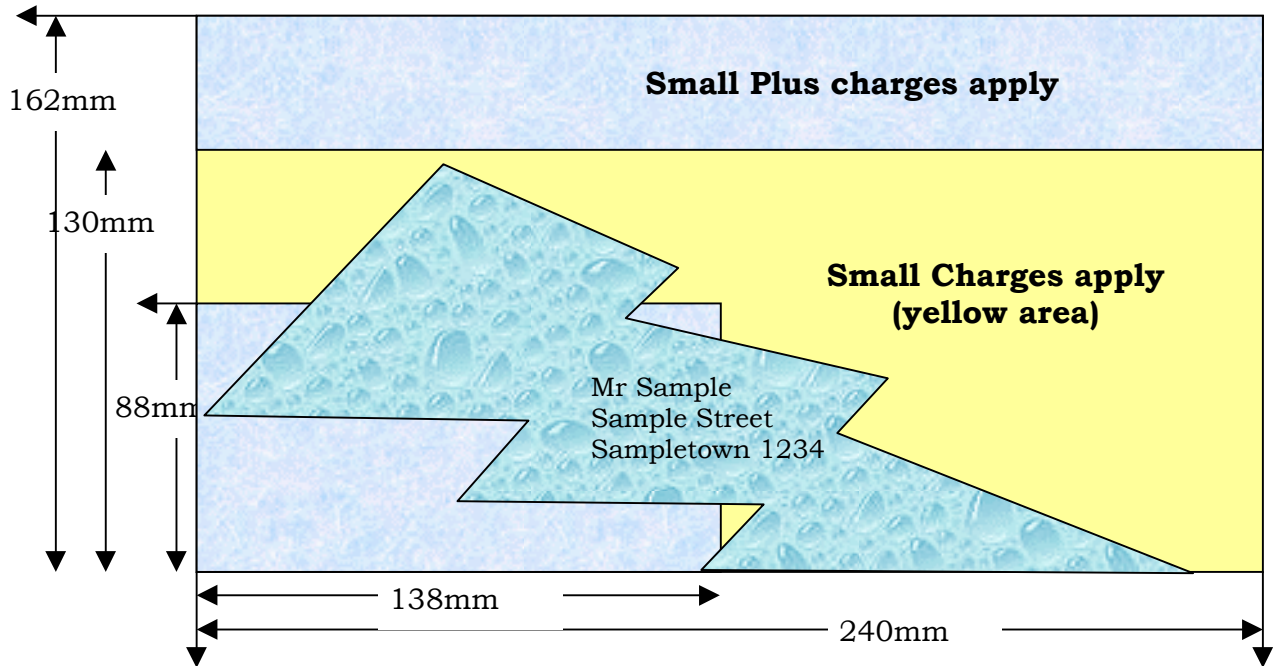 Small Plus charges apply
162mm
130mm
Small Charges apply
(yellow area)
88mm
Mr Sample
Sample Street
Sampletown 1234
138mm
240mm